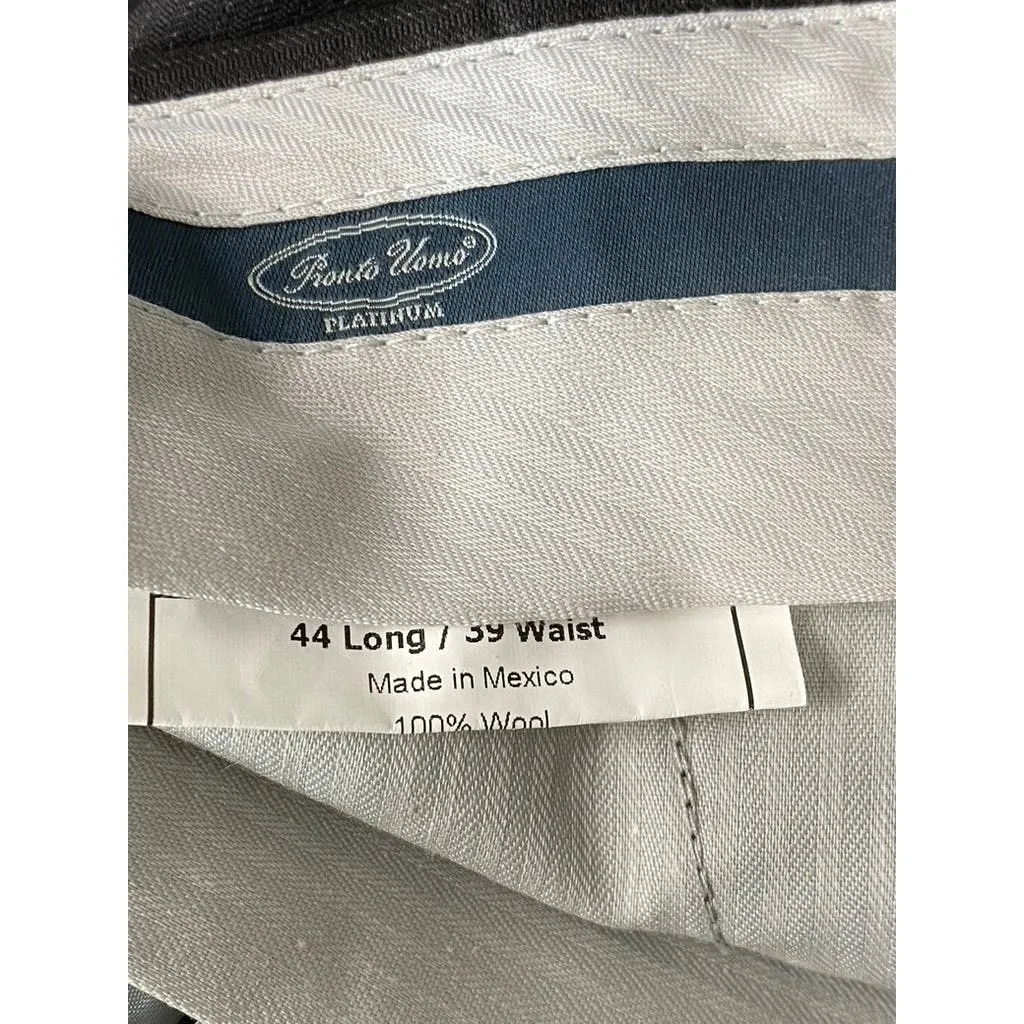 Pronto Uomo®
PLATINUM
44 Long / 39 Waist
Made in Mexico
100% Wool